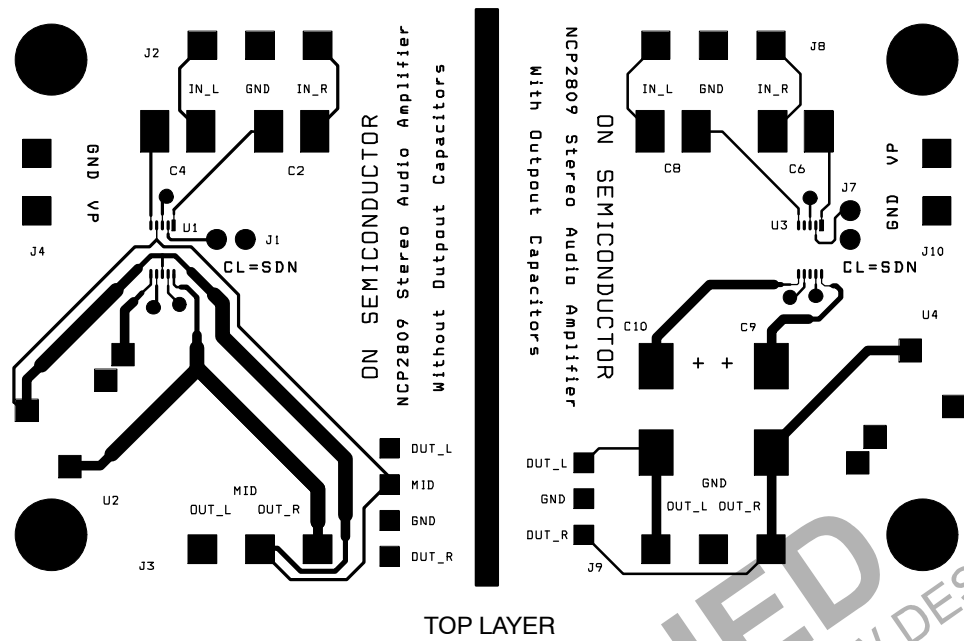 J2
IN_L GND IN_R
C4
C2
GND
VP
J4
U1
J1
CL=SDN
ON SEMICONDUCTOR
NCP2809 Stereo Audio Amplifier
Without Outpout Capacitors
U2
MID
OUT_L OUT_R
J3
OUT_L
MID
GND
OUT_R
NCP2809 Stereo Audio Amplifier
With Outpout Capacitors
ON SEMICONDUCTOR
J8
IN_L GND IN_R
C8
C6
VP
GND
J7
U3
J10
CL=SDN
C10
C9
U4
+ +
OUT_L
GND
OUT_R
GND
OUT_L OUT_R
J9
TOP LAYER